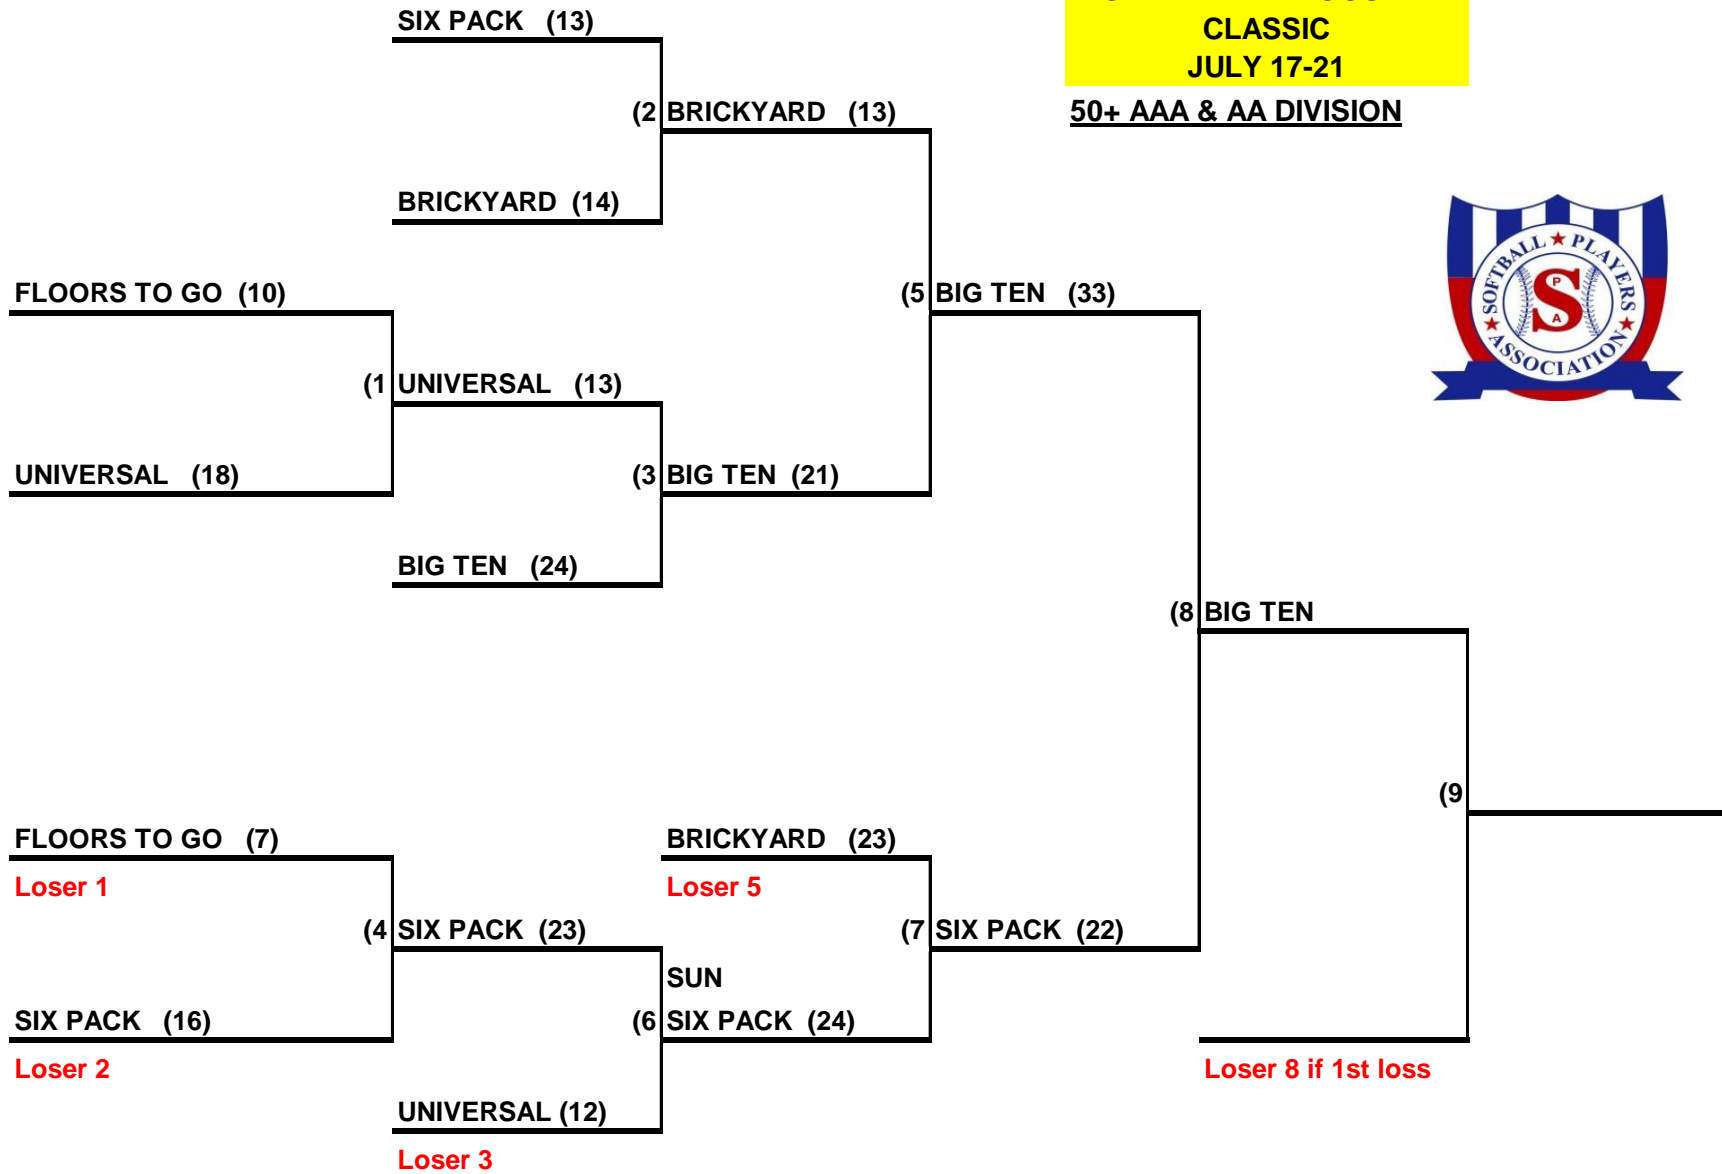 SIX PACK (13)
CLASSIC
JULY 17-21
(2 BRICKYARD (13)
50+ AAA & AA DIVISION
BRICKYARD (14)
SOFTBALL ★ PLAYERS ★ ASSOCIATION ★
P
S
A
FLOORS TO GO (10)
(5 BIG TEN (33)
(1 UNIVERSAL (13)
UNIVERSAL (18)
(3 BIG TEN (21)
BIG TEN (24)
(8 BIG TEN
(9
FLOORS TO GO (7)
BRICKYARD (23)
Loser 1
Loser 5
(4 SIX PACK (23)
(7 SIX PACK (22)
SUN
SIX PACK (16)
(6 SIX PACK (24)
Loser 2
Loser 8 if 1st loss
UNIVERSAL (12)
Loser 3